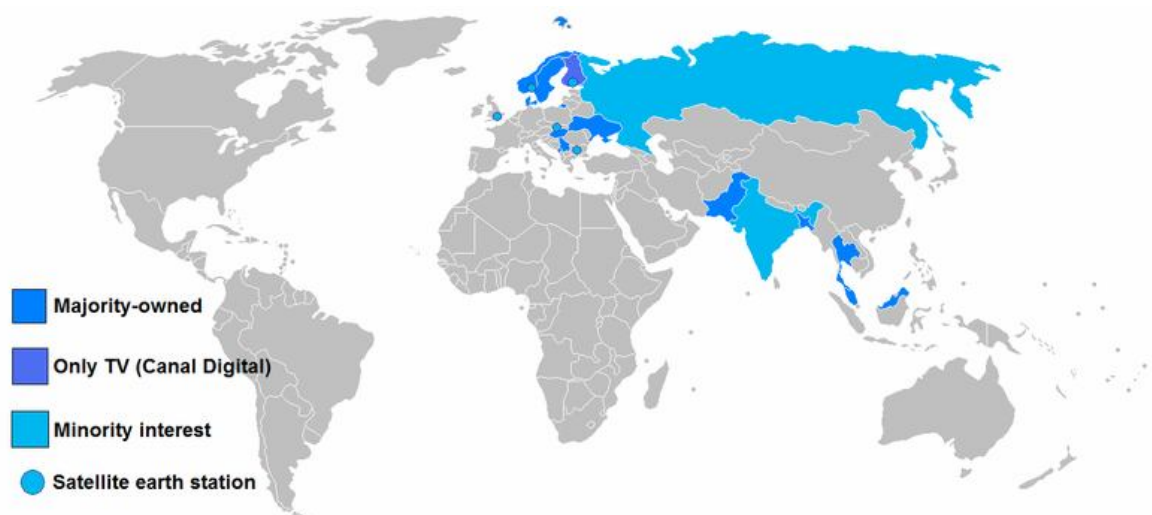 Majority-owned
Only TV (Canal Digital)
Minority interest
Satellite earth station